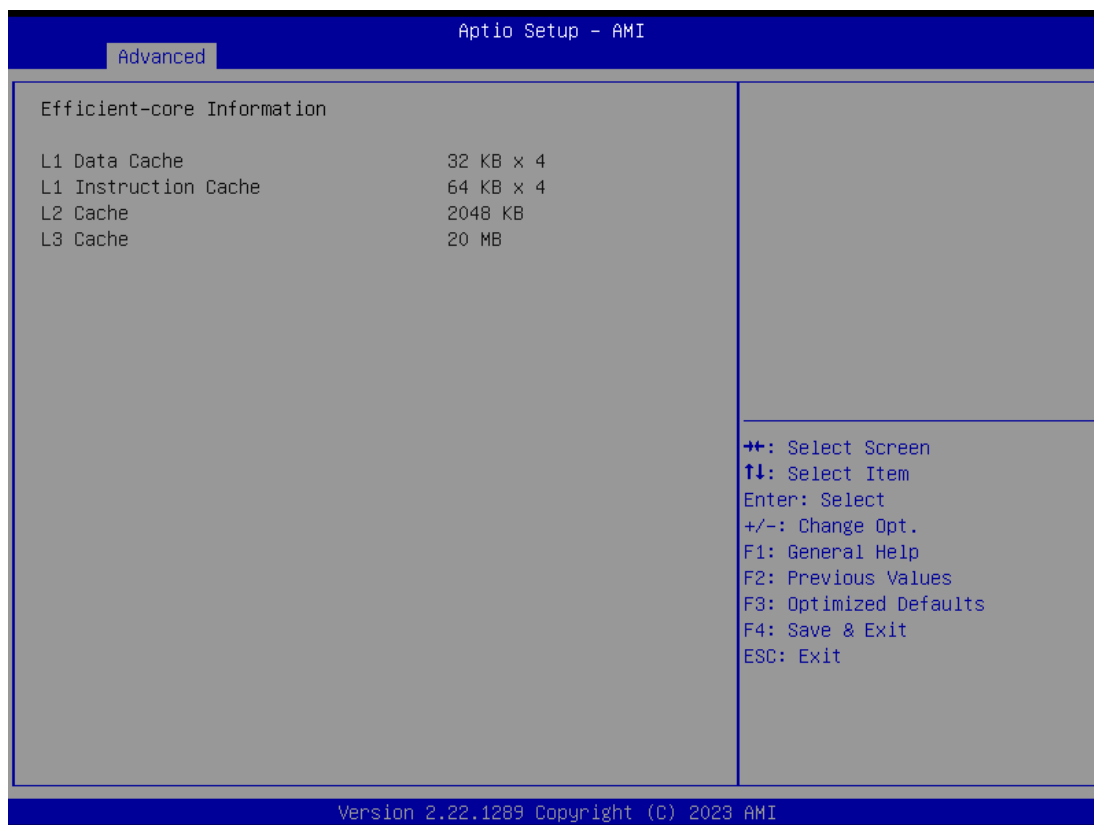 Aptio Setup – AMI
Advanced
Efficient-core Information
L1 Data Cache 32 KB x 4
L1 Instruction Cache 64 KB x 4
L2 Cache 2048 KB
L3 Cache 20 MB
→←: Select Screen
↑↓: Select Item
Enter: Select
+/-: Change Opt.
F1: General Help
F2: Previous Values
F3: Optimized Defaults
F4: Save & Exit
ESC: Exit
Version 2.22.1289 Copyright (C) 2023 AMI